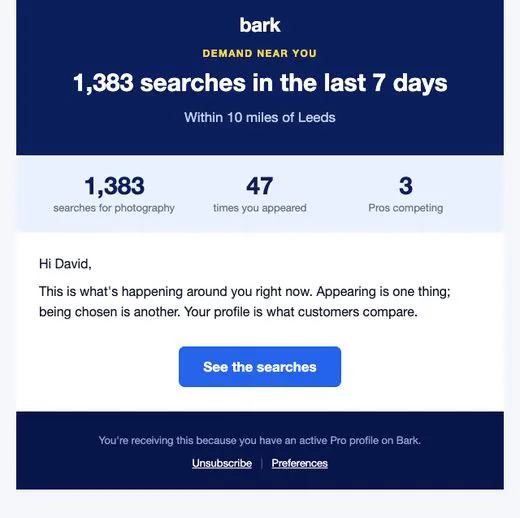 bark
DEMAND NEAR YOU
1,383 searches in the last 7 days
Within 10 miles of Leeds
1,383
searches for photography
47
times you appeared
3
Pros competing
Hi David,
This is what's happening around you right now. Appearing is one thing;
being chosen is another. Your profile is what customers compare.
See the searches
You're receiving this because you have an active Pro profile on Bark.
Unsubscribe | Preferences